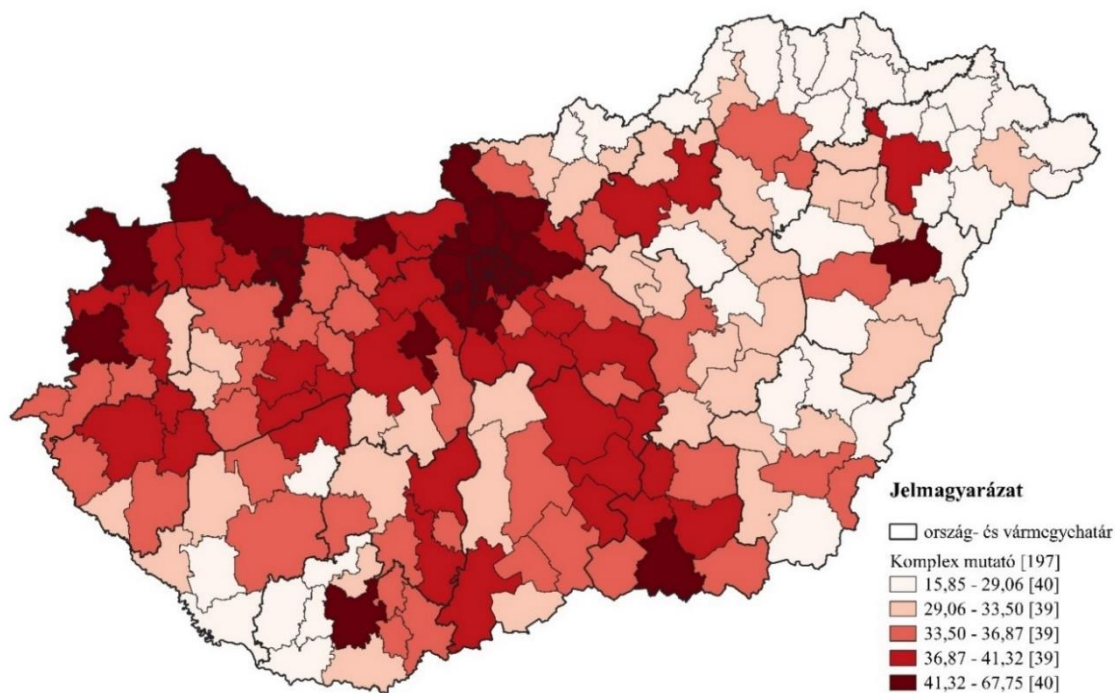 Jelmagyarázat
ország- és vármegyehatár
Komplex mutató [197]
15,85 - 29,06 [40]
29,06 - 33,50 [39]
33,50 - 36,87 [39]
36,87 - 41,32 [39]
41,32 - 67,75 [40]